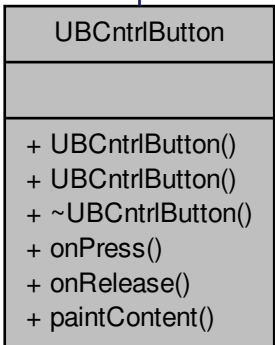 UBCntrlButton
+ UBCntrlButton()
+ UBCntrlButton()
+ ~UBCntrlButton()
+ onPress()
+ onRelease()
+ paintContent()